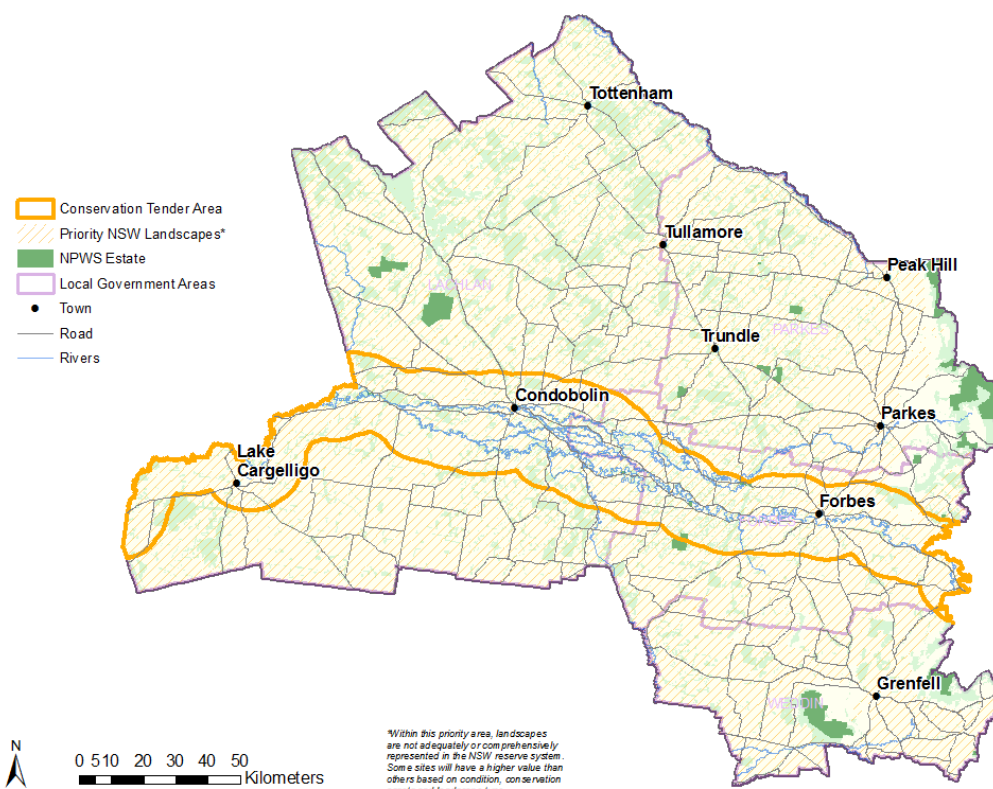 Tottenham
Conservation Tender Area
Priority NSW Landscapes*
NPWS Estate
Local Government Areas
Town
Road
Rivers
Tullamore
Peak Hill
LACHLAN
PARKES
Trundle
Condobolin
Parkes
Lake
Cargelligo
Forbes
Grenfell
WEDDIN
N
0 5 10 20 30 40 50
Kilometers
*Within this priority area, landscapes
are not adequately or comprehensively
represented in the NSW reserve system.
Some sites will have a higher value than
others based on condition, conservation